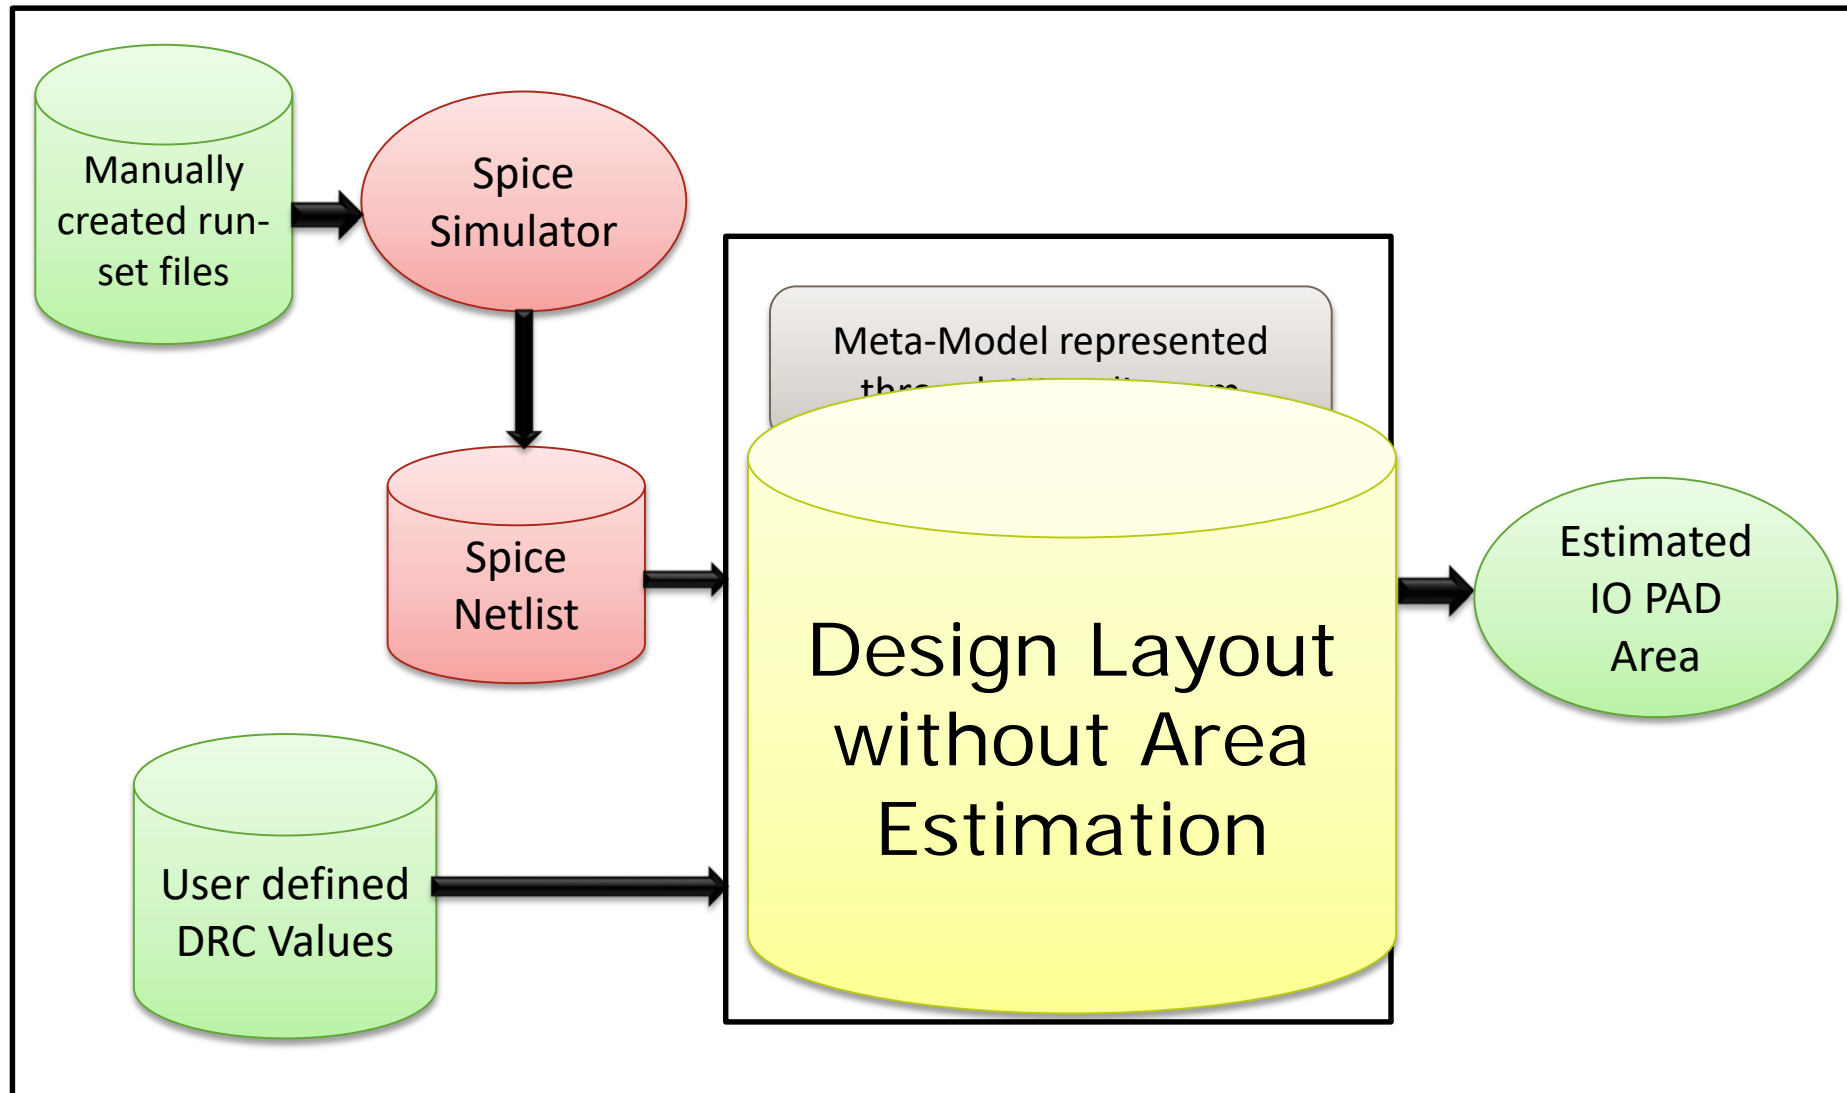 Manually
created run-
set files
Spice
Simulator
Meta-Model represented
Spice
Netlist
Design Layout
without Area
Estimation
Estimated
IO PAD
Area
User defined
DRC Values